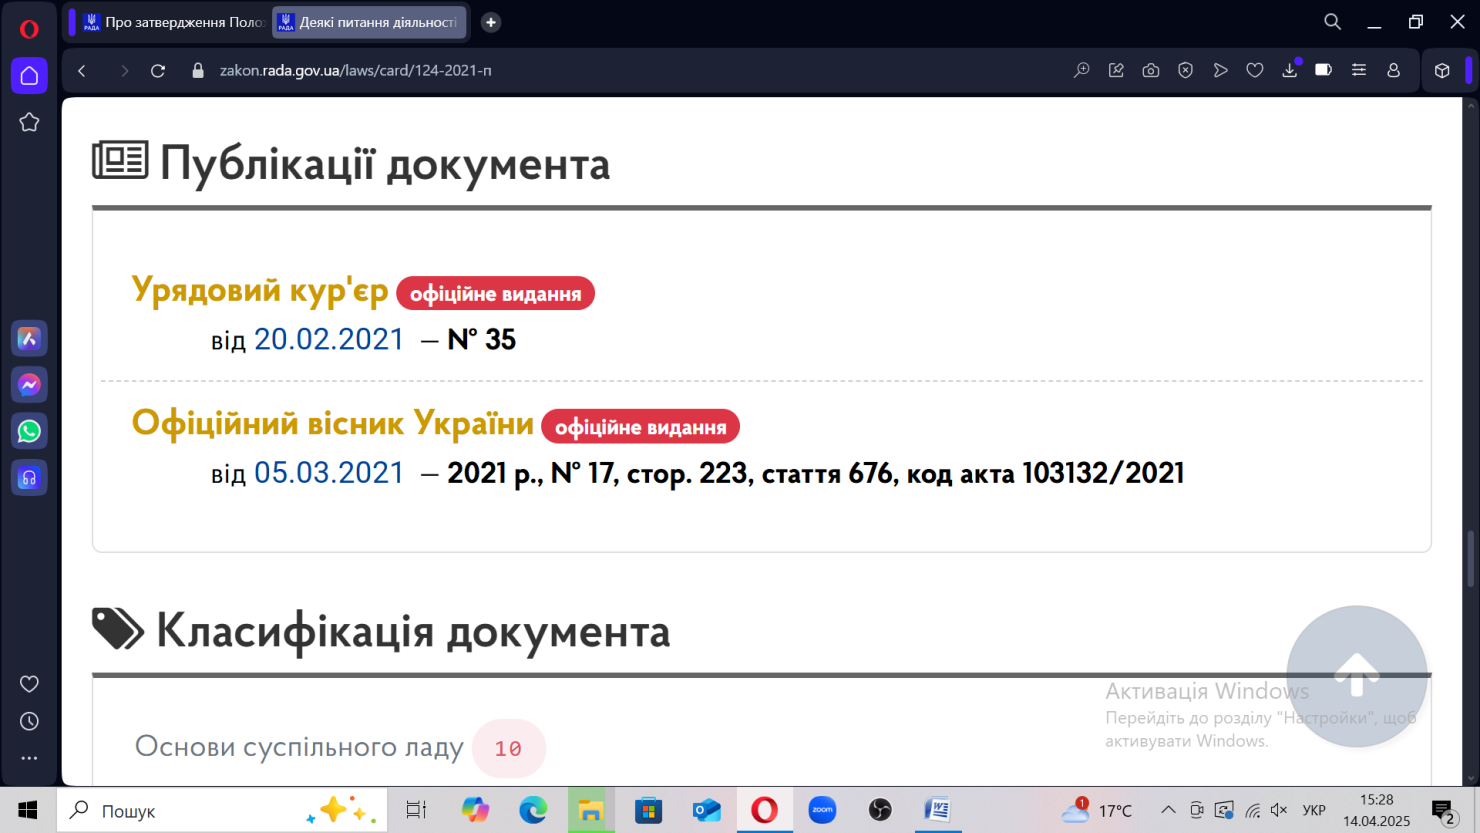 Про затвердження Поло
Деякі питання діяльності
zakon.rada.gov.ua/laws/card/124-2021-п
Публікації документа
Урядовий кур'єр офіційне видання
від 20.02.2021 — № 35
Офіційний вісник України офіційне видання
від 05.03.2021 — 2021 р., № 17, стор. 223, стаття 676, код акта 103132/2021
Класифікація документа
Основи суспільного ладу 10
Активація Windows
Перейдіть до розділу "Настройки", щоб
активувати Windows.
Пошук
zoom
1
17°C
УКР
15:28
14.04.2025
2